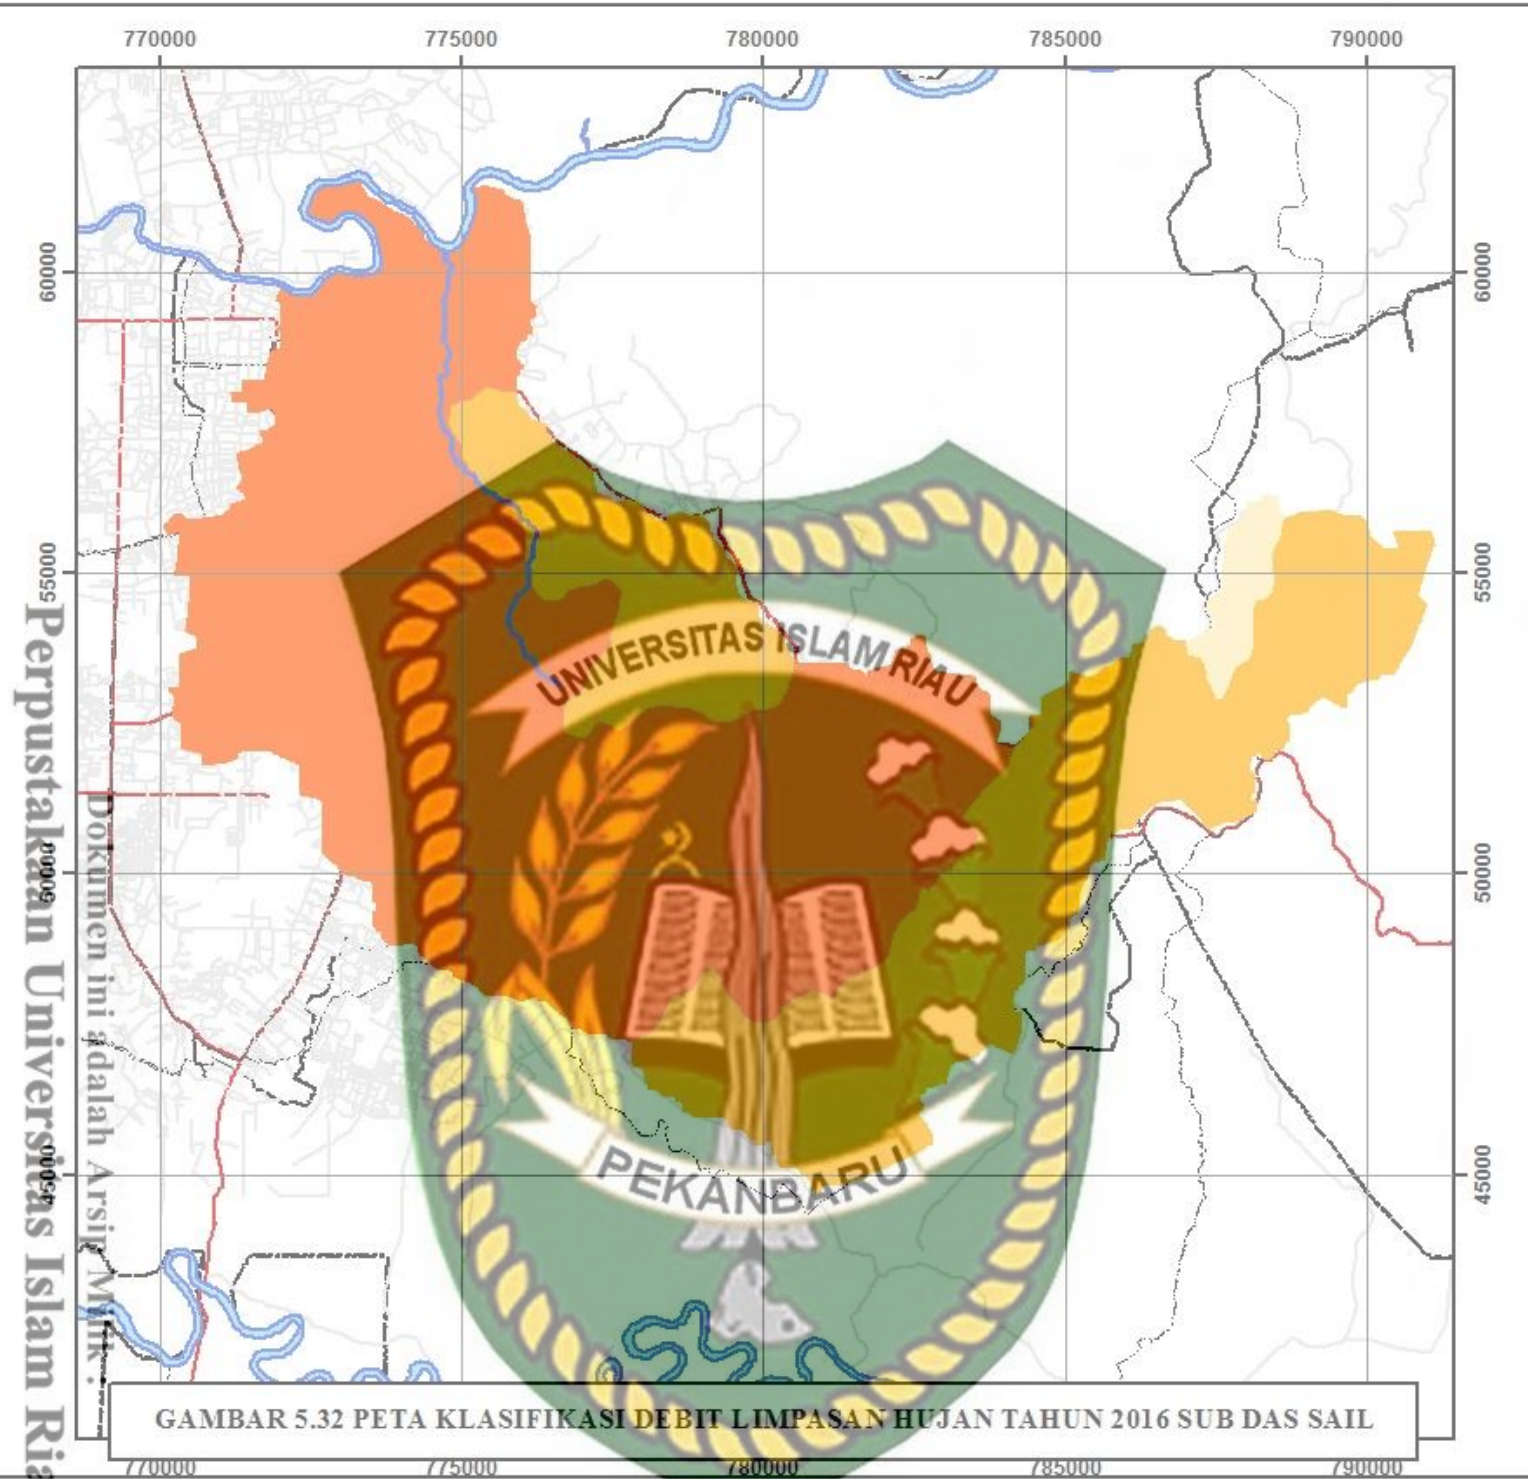 770000 775000 780000 785000 790000
60000 60000
55000 55000
50000 50000
45000 45000
Perpustakaan Universitas Islam Ria
Dokumen ini adalah Arsip Milik :
UNIVERSITAS ISLAM RIAU
PEKANBARU
GAMBAR 5.32 PETA KLASIFIKASI DEBIT LIMPASAN HUJAN TAHUN 2016 SUB DAS SAIL
770000 775000 780000 785000 790000